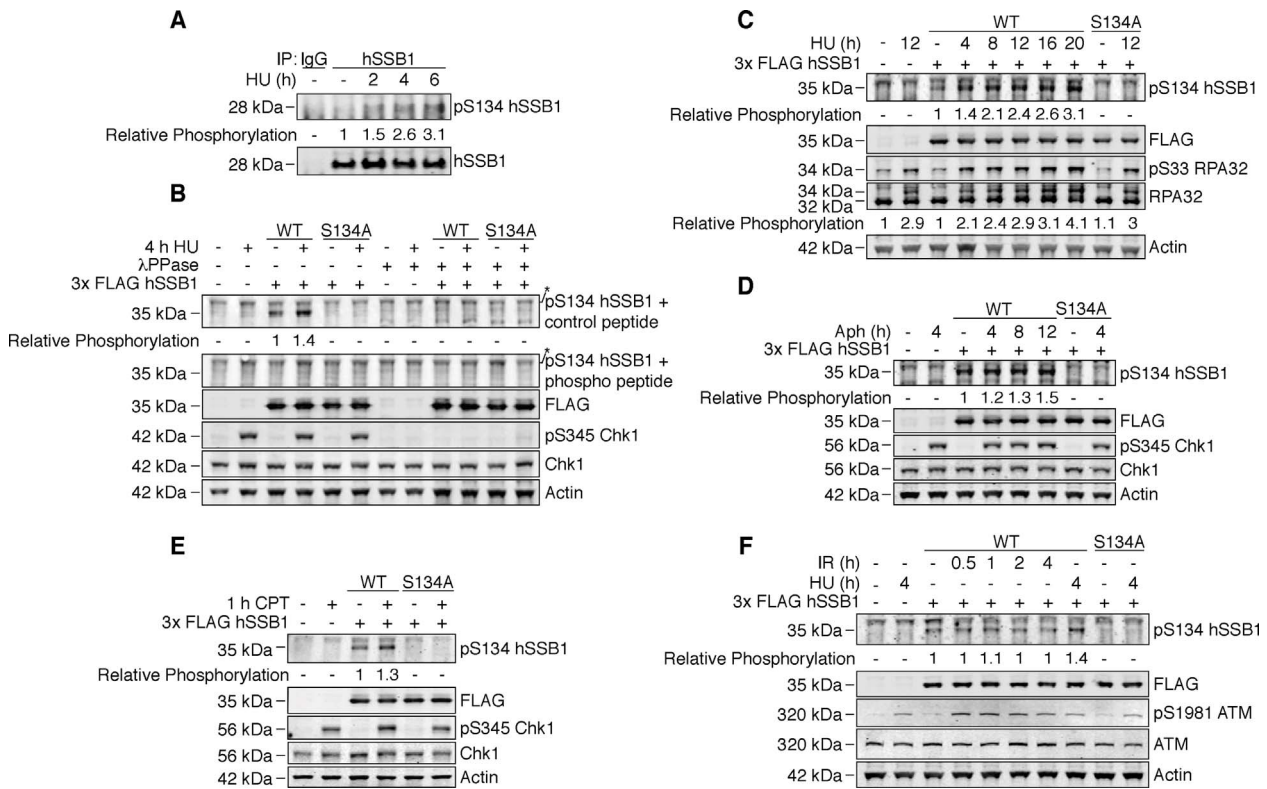 A
IP: IgG hSSB1
HU (h) - - 2 4 6
28 kDa pS134 hSSB1
Relative Phosphorylation - 1 1.5 2.6 3.1
28 kDa hSSB1
B
WT S134A WT S134A
4 h HU - + - + - + - + - + - +
λPPase - - - - - - + + + + + +
3x FLAG hSSB1 - - + + + + - - + + + +
35 kDa * pS134 hSSB1 +
control peptide
Relative Phosphorylation 1 1.4
35 kDa * pS134 hSSB1 +
phospho peptide
35 kDa FLAG
42 kDa pS345 Chk1
42 kDa Chk1
42 kDa Actin
C
WT S134A
HU (h) - 12 - 4 8 12 16 20 - 12
3x FLAG hSSB1 - - + + + + + + + +
35 kDa pS134 hSSB1
Relative Phosphorylation 1 1.4 2.1 2.4 2.6 3.1
35 kDa FLAG
34 kDa pS33 RPA32
34 kDa RPA32
32 kDa
Relative Phosphorylation 1 2.9 1 2.1 2.4 2.9 3.1 4.1 1.1 3
42 kDa Actin
D
WT S134A
Aph (h) - 4 - 4 8 12 - 4
3x FLAG hSSB1 - - + + + + + +
35 kDa pS134 hSSB1
Relative Phosphorylation 1 1.2 1.3 1.5
35 kDa FLAG
56 kDa pS345 Chk1
56 kDa Chk1
42 kDa Actin
E
WT S134A
1 h CPT - + - + - +
3x FLAG hSSB1 - - + + + +
35 kDa pS134 hSSB1
Relative Phosphorylation - - 1 1.3 - -
35 kDa FLAG
56 kDa pS345 Chk1
56 kDa Chk1
42 kDa Actin
F
WT S134A
IR (h) - - - 0.5 1 2 4 - - -
HU (h) - 4 - - - - - 4 - 4
3x FLAG hSSB1 - - + + + + + + + +
35 kDa pS134 hSSB1
Relative Phosphorylation - - 1 1 1.1 1 1 1.4 - -
35 kDa FLAG
320 kDa pS1981 ATM
320 kDa ATM
42 kDa Actin